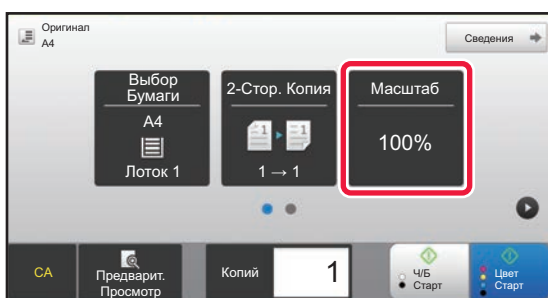 Оригинал
A4
Сведения
Выбор
Бумаги
A4
Лоток 1
2-Стор. Копия
1 → 1
Масштаб
100%
CA
Предварит.
Просмотр
Копий
1
Ч/Б
Старт
Цвет
Старт